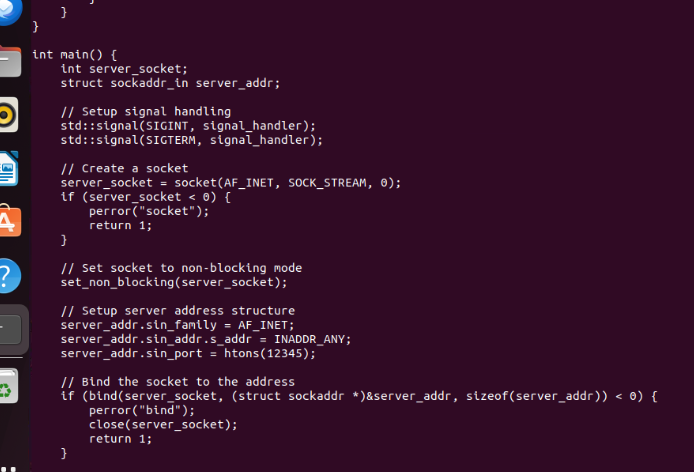 }
}
int main() {
    int server_socket;
    struct sockaddr_in server_addr;
    // Setup signal handling
    std::signal(SIGINT, signal_handler);
    std::signal(SIGTERM, signal_handler);
    // Create a socket
    server_socket = socket(AF_INET, SOCK_STREAM, 0);
    if (server_socket < 0) {
        perror("socket");
        return 1;
    }
    // Set socket to non-blocking mode
    set_non_blocking(server_socket);
    // Setup server address structure
    server_addr.sin_family = AF_INET;
    server_addr.sin_addr.s_addr = INADDR_ANY;
    server_addr.sin_port = htons(12345);
    // Bind the socket to the address
    if (bind(server_socket, (struct sockaddr *)&server_addr, sizeof(server_addr)) < 0) {
        perror("bind");
        close(server_socket);
        return 1;
    }